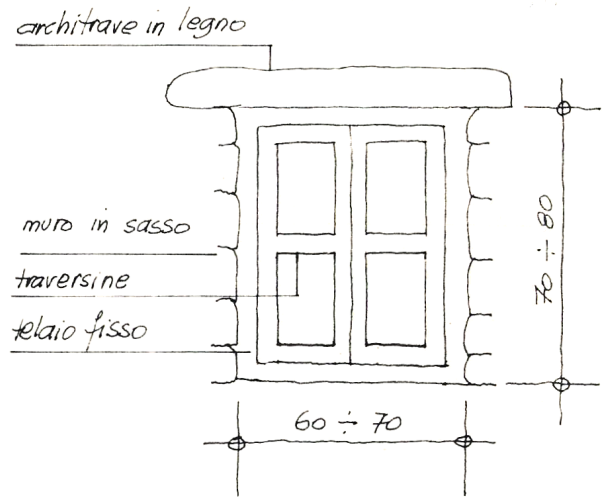 architrave in legno
muro in sasso
traversine
telaio fisso
70 ÷ 80
60 ÷ 70